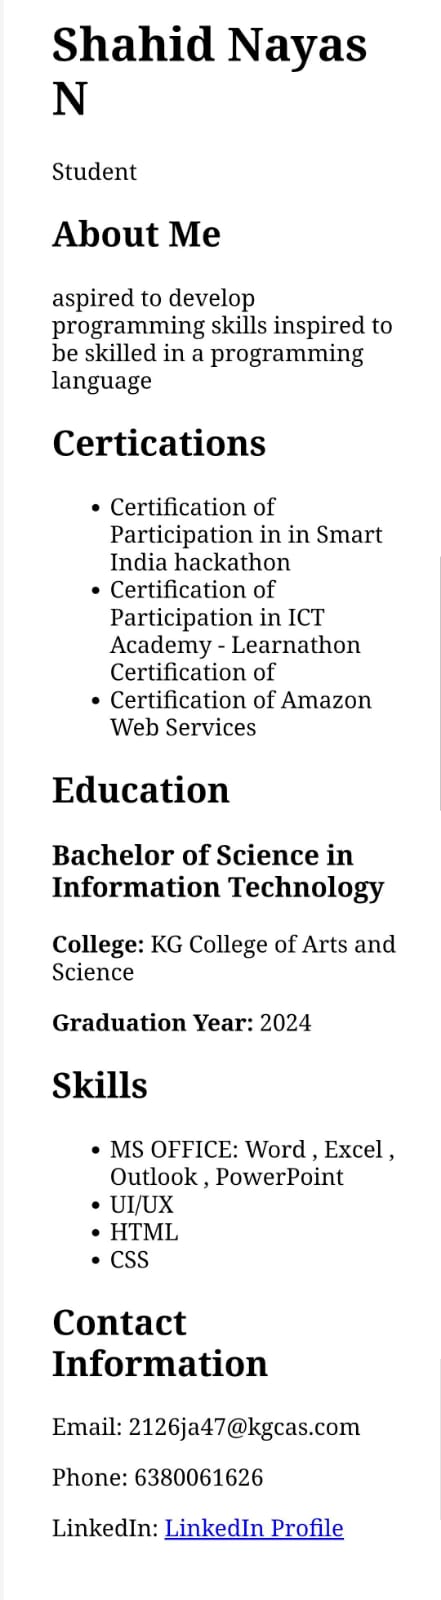 Shahid Nayas
N
Student
About Me
aspired to develop
programming skills inspired to
be skilled in a programming
language
Certications
• Certification of
Participation in in Smart
India hackathon
• Certification of
Participation in ICT
Academy - Learnathon
Certification of
• Certification of Amazon
Web Services
Education
Bachelor of Science in
Information Technology
College: KG College of Arts and
Science
Graduation Year: 2024
Skills
• MS OFFICE: Word , Excel ,
Outlook , PowerPoint
• UI/UX
• HTML
• CSS
Contact
Information
Email: 2126ja47@kgcas.com
Phone: 6380061626
LinkedIn: LinkedIn Profile